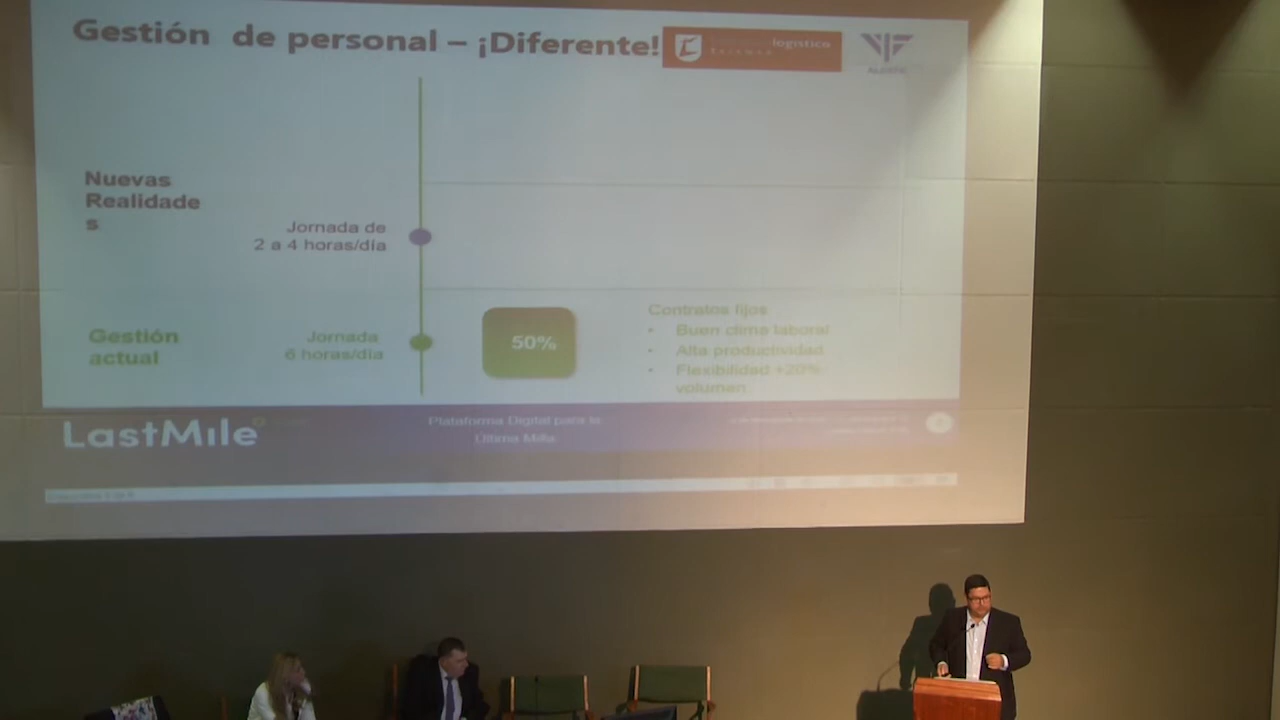 Gestión de personal – ¡Diferente!
logístico
Nuevas
Realidade
s
Jornada de
2 a 4 horas/día
Gestión
actual
Jornada
6 horas/día
50%
Contratos fijos
• Buen clima laboral
• Alta productividad
• Flexibilidad +20%
volumen
LastMile
Plataforma Digital para la
Última Milla